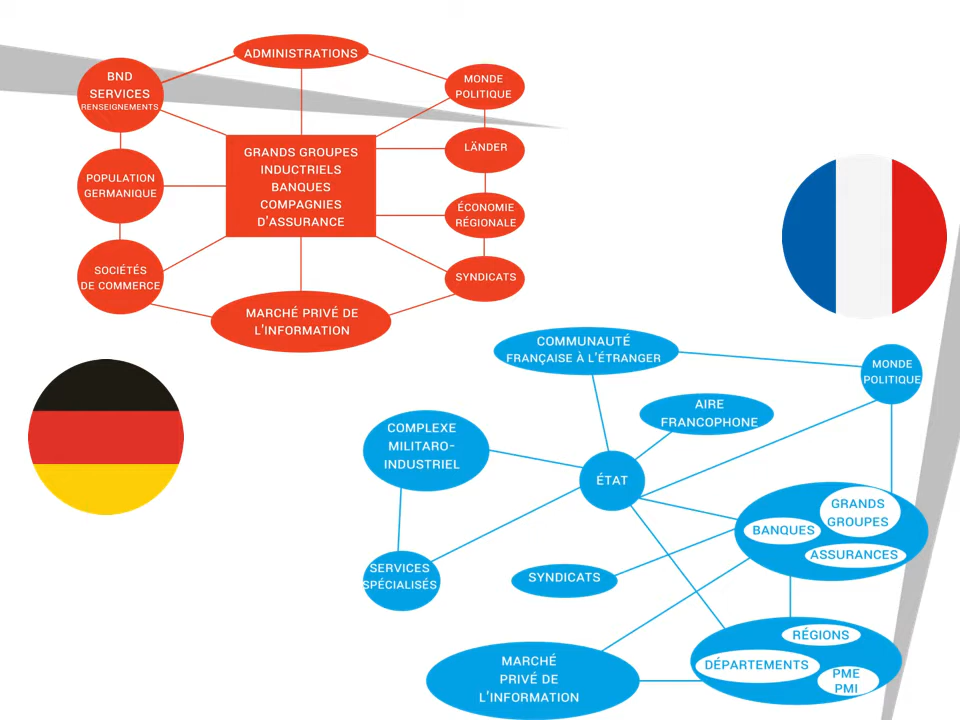 ADMINISTRATIONS
BND
SERVICES
RENSEIGNEMENTS
MONDE
POLITIQUE
GRANDS GROUPES
INDUCTRIELS
BANQUES
COMPAGNIES
D'ASSURANCE
LÄNDER
POPULATION
GERMANIQUE
ÉCONOMIE
RÉGIONALE
SOCIÉTÉS
DE COMMERCE
SYNDICATS
MARCHÉ PRIVÉ DE
L'INFORMATION
COMMUNAUTÉ
FRANÇAISE À L'ÉTRANGER
MONDE
POLITIQUE
AIRE
FRANCOPHONE
COMPLEXE
MILITARO-
INDUSTRIEL
ÉTAT
GRANDS
GROUPES
BANQUES
ASSURANCES
SERVICES
SPÉCIALISÉS
SYNDICATS
RÉGIONS
DÉPARTEMENTS
PME
PMI
MARCHÉ
PRIVÉ DE
L'INFORMATION